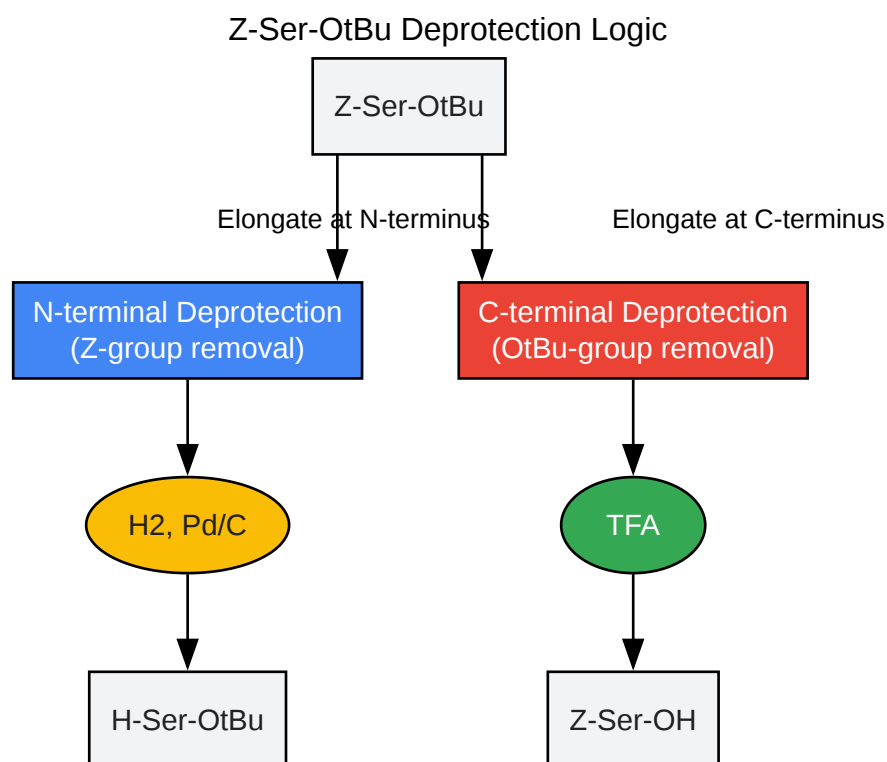 Z-Ser-OtBu Deprotection Logic
Z-Ser-OtBu
Elongate at N-terminus
Elongate at C-terminus
N-terminal Deprotection
(Z-group removal)
C-terminal Deprotection
(OtBu-group removal)
H2, Pd/C
TFA
H-Ser-OtBu
Z-Ser-OH